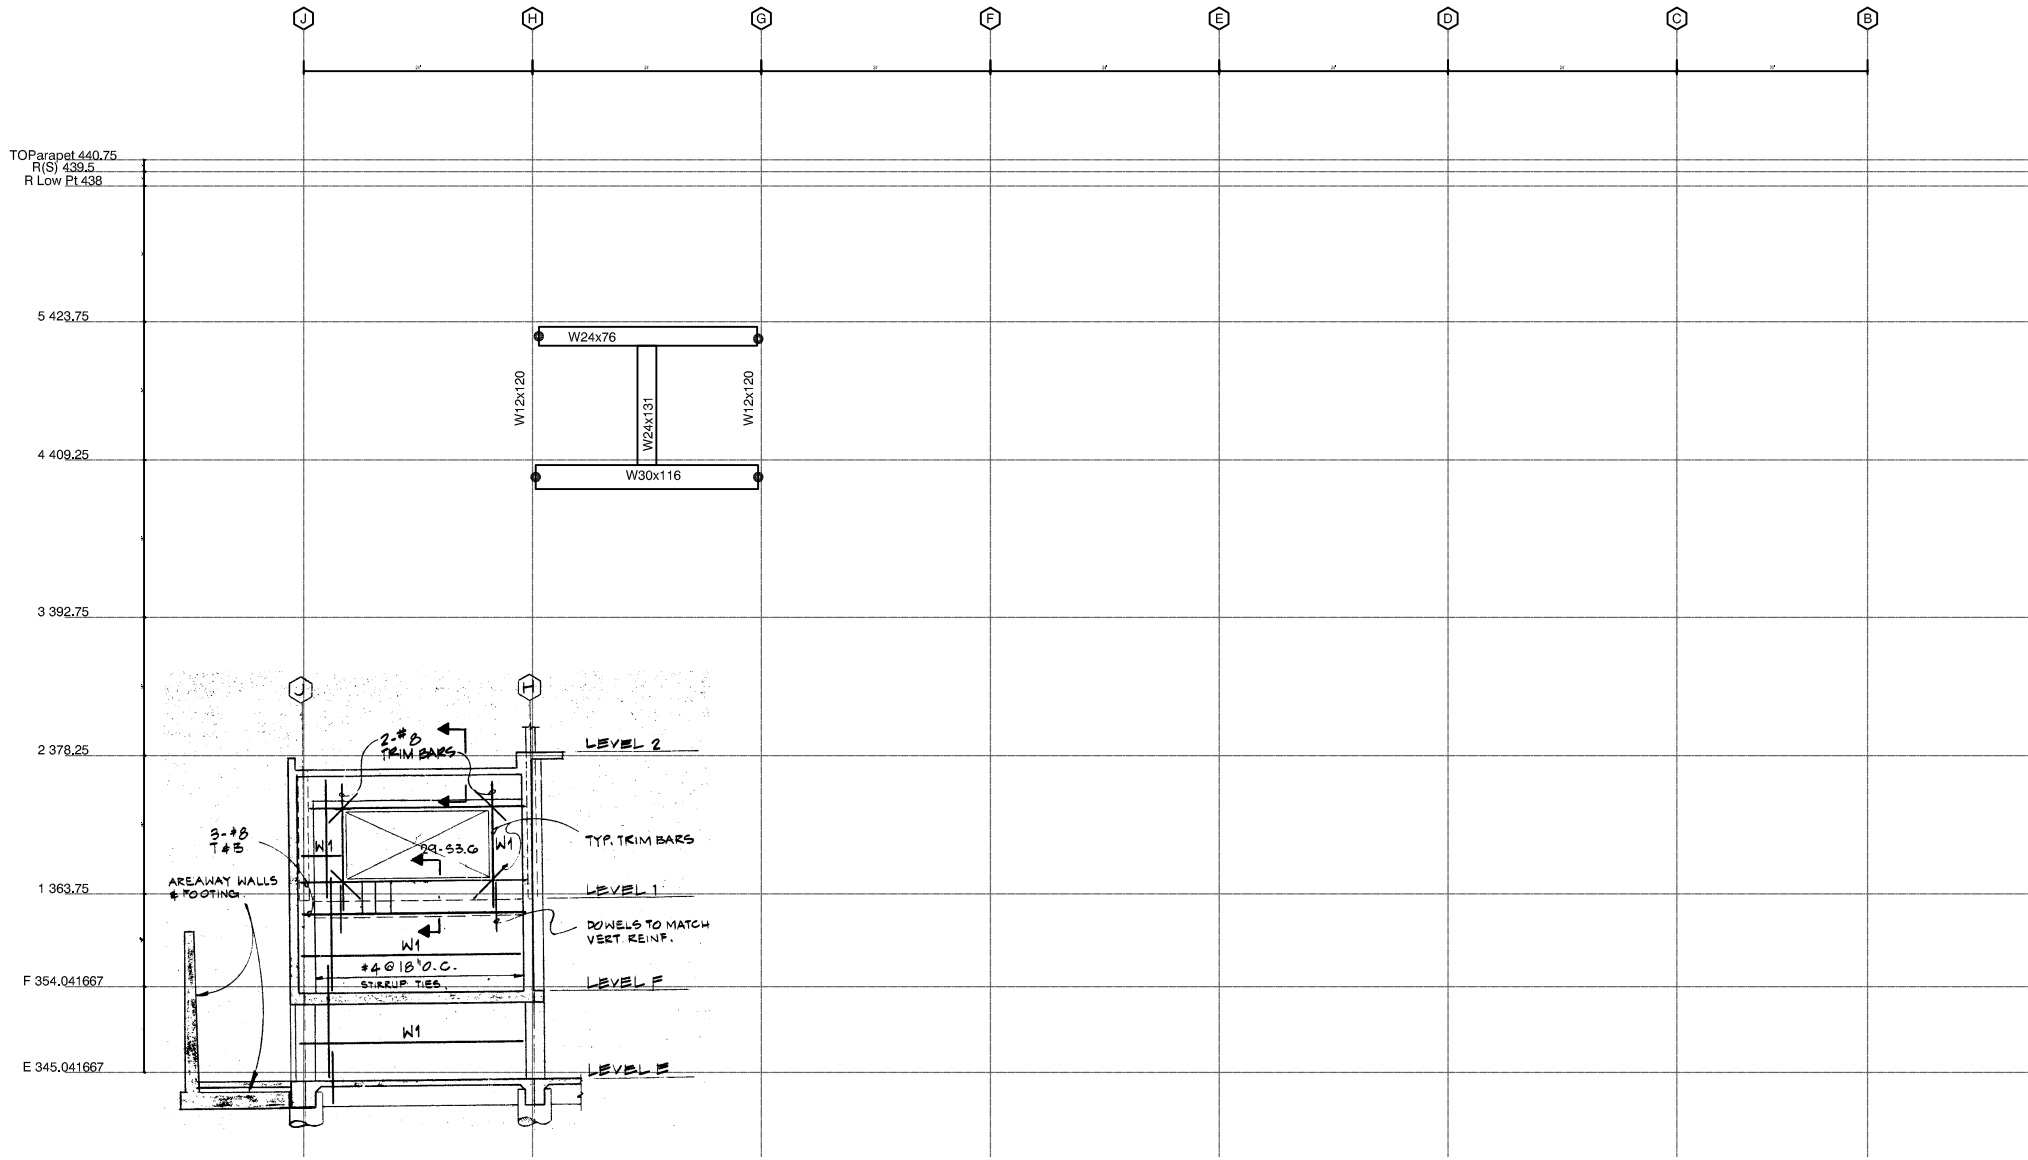 J H G F E D C B
TOParapet 440.75
R(S) 439.5
R Low Pt 438
5 423.75
W24x76
W12x120
W24x131
W12x120
4 409.25
W30x116
3 392.75
J H
2-#8
TRIM BARS
LEVEL 2
2 378.25
3-#8
T&B
W1
29-S3.6
W1
TYP. TRIM BARS
AREAWAY WALLS
& FOOTING
1 363.75
LEVEL 1
DOWELS TO MATCH
VERT. REINF.
W1
#4@18"O.C.
STIRRUP TIES
F 354.041667
LEVEL F
W1
E 345.041667
LEVEL E